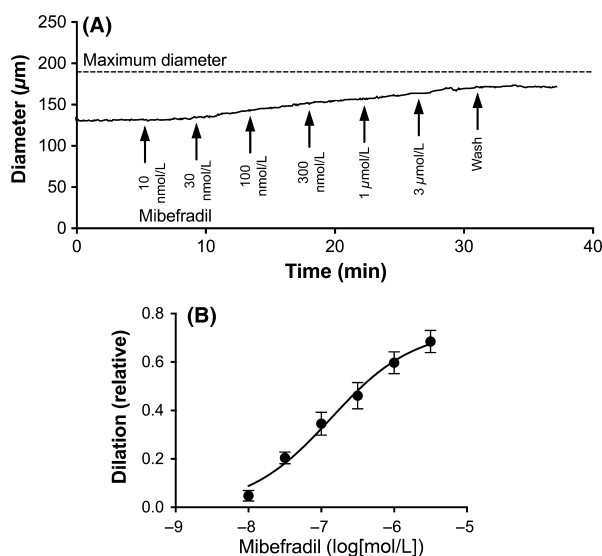 (A)
250
200
150
100
50
0
Diameter (µm)
Maximum diameter
10
nmol/L
30
nmol/L
100
nmol/L
300
nmol/L
1 µmol/L
3 µmol/L
Wash
Mibefradil
0
10
20
30
40
Time (min)
(B)
0.8
0.6
0.4
0.2
0.0
Dilation (relative)
–9
–8
–7
–6
–5
Mibefradil (log[mol/L])